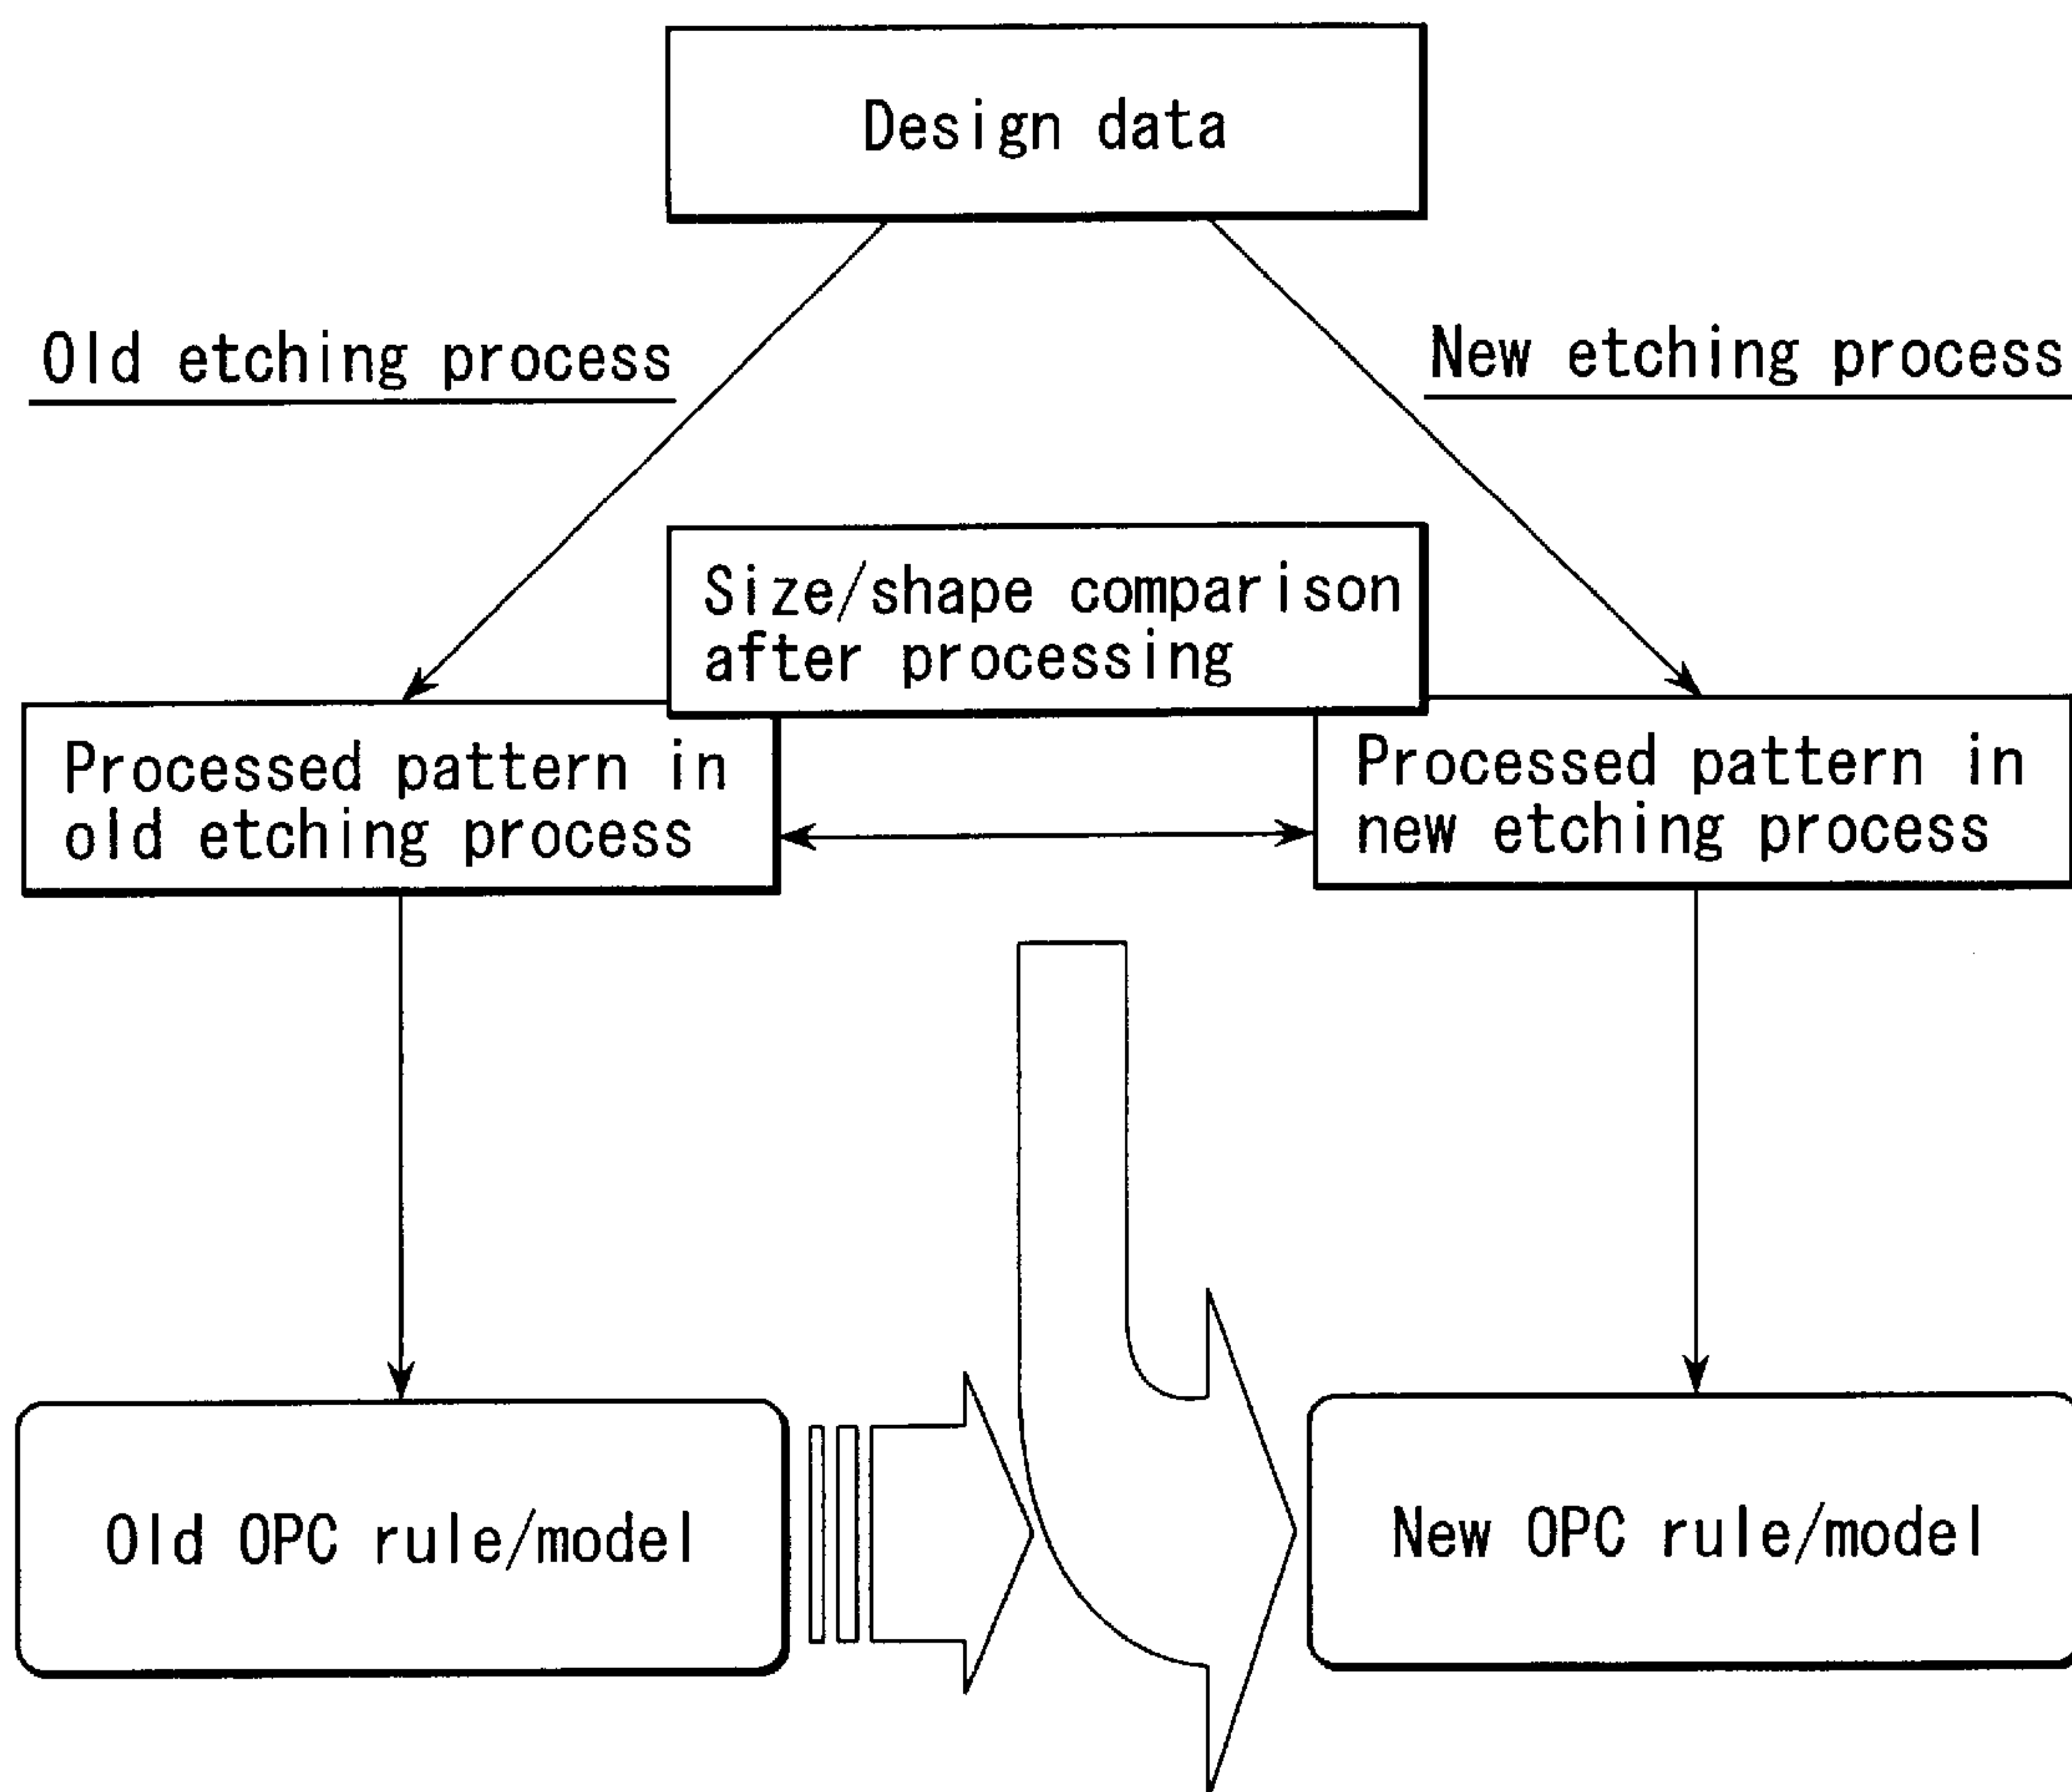 Design data
Old etching process
New etching process
Size/shape comparison
after processing
Processed pattern in
old etching process
Processed pattern in
new etching process
Old OPC rule/model
New OPC rule/model